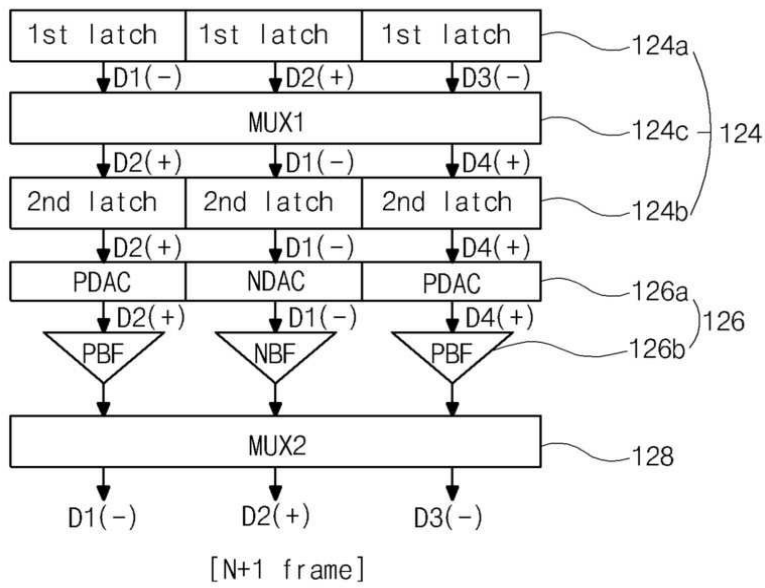 1st latch 1st latch 1st latch 124a
D1(-) D2(+) D3(-)
MUX1 124c 124
D2(+) D1(-) D4(+)
2nd latch 2nd latch 2nd latch 124b
D2(+) D1(-) D4(+)
PDAC NDAC PDAC 126a
D2(+) D1(-) D4(+) 126
PBF NBF PBF 126b
MUX2 128
D1(-) D2(+) D3(-)
[N+1 frame]